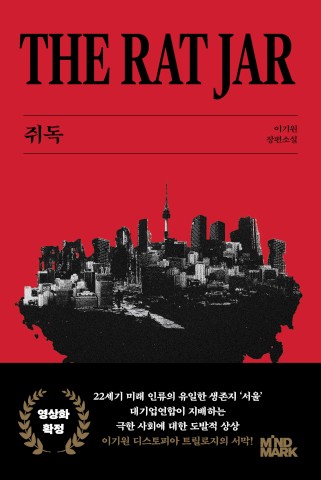 THE RAT JAR
쥐독
이기원
장편소설
22세기 미래 인류의 유일한 생존지 ‘서울’
대기업연합이 지배하는
극한 사회에 대한 도발적 상상
이기원 디스토피아 트릴로지의 서막!
영상화
확정
MIND
MARK